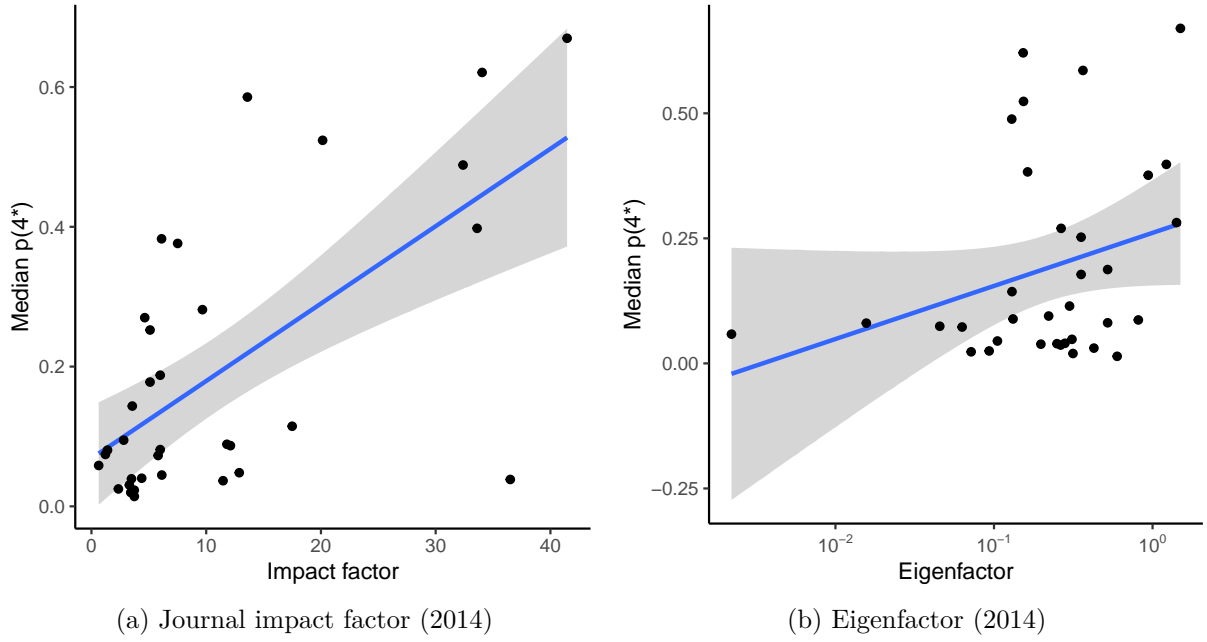 0.6
0.4
0.2
0.0
Median p(4*)
0 10 20 30 40
Impact factor
(a) Journal impact factor (2014)
0.50
0.25
0.00
−0.25
Median p(4*)
10⁻² 10⁻¹ 10⁰
Eigenfactor
(b) Eigenfactor (2014)